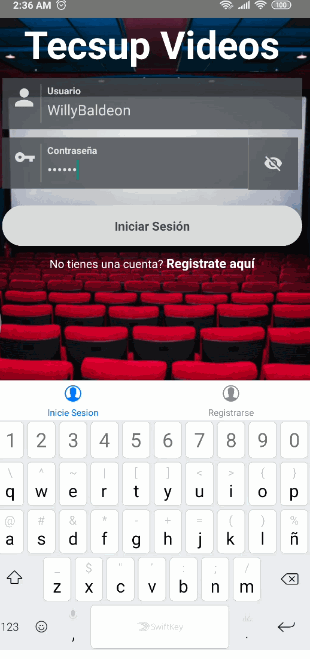 2:36 AM
100
Tecsup Videos
Usuario
WillyBaldeon
Contraseña
••••••
Iniciar Sesión
No tienes una cuenta? Registrate aquí
Inicie Sesion
Registrarse
1 2 3 4 5 6 7 8 9 0
\ ^ ~ | [ ] < > { }
q w e r t y u i o p
@ # & * - + = ( ) %
a s d f g h j k l ñ
_ $ " ' : ; /
z x c v b n m
123 , SwiftKey .